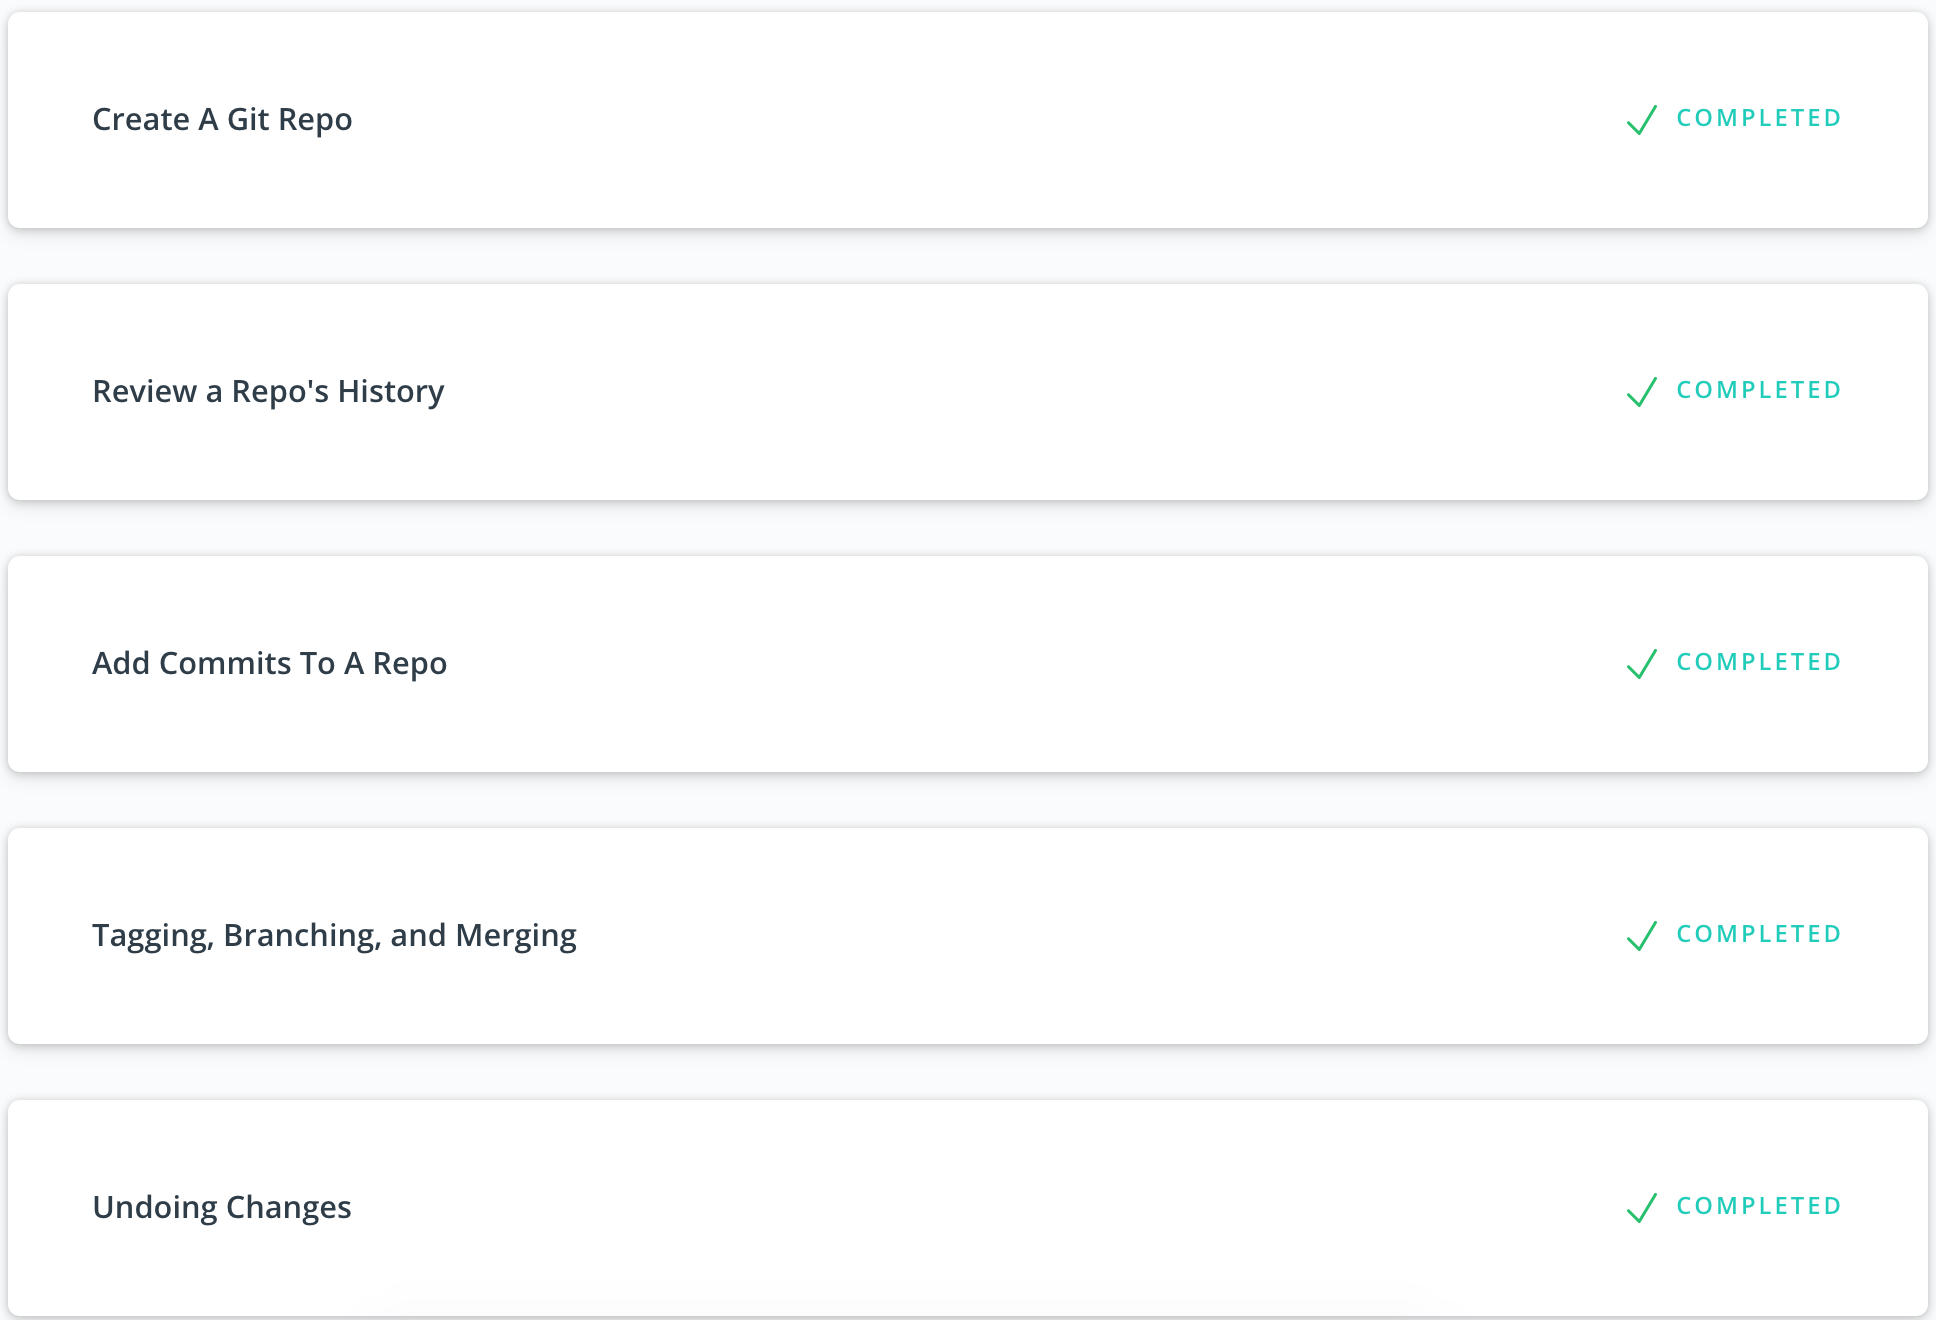 Create A Git Repo
COMPLETED
Review a Repo's History
COMPLETED
Add Commits To A Repo
COMPLETED
Tagging, Branching, and Merging
COMPLETED
Undoing Changes
COMPLETED